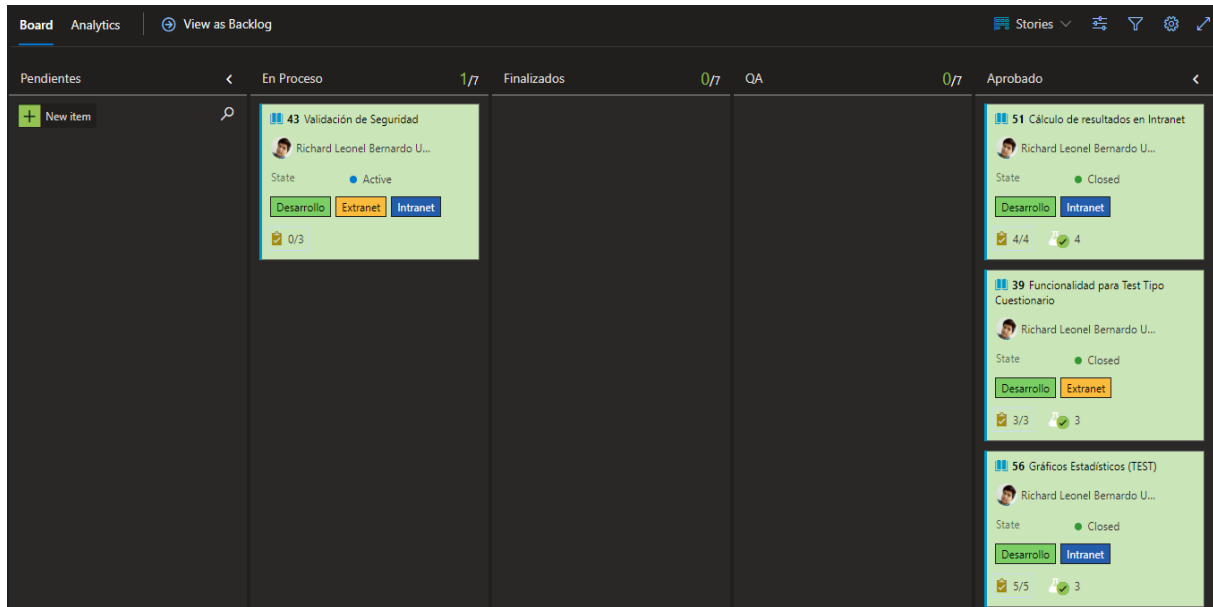 Board Analytics View as Backlog Stories
Pendientes
New item
En Proceso 1/7
43 Validación de Seguridad
Richard Leonel Bernardo U...
State Active
Desarrollo Extranet Intranet
0/3
Finalizados 0/7
QA 0/7
Aprobado
51 Cálculo de resultados en Intranet
Richard Leonel Bernardo U...
State Closed
Desarrollo Intranet
4/4 4
39 Funcionalidad para Test Tipo
Cuestionario
Richard Leonel Bernardo U...
State Closed
Desarrollo Extranet
3/3 3
56 Gráficos Estadísticos (TEST)
Richard Leonel Bernardo U...
State Closed
Desarrollo Intranet
5/5 3